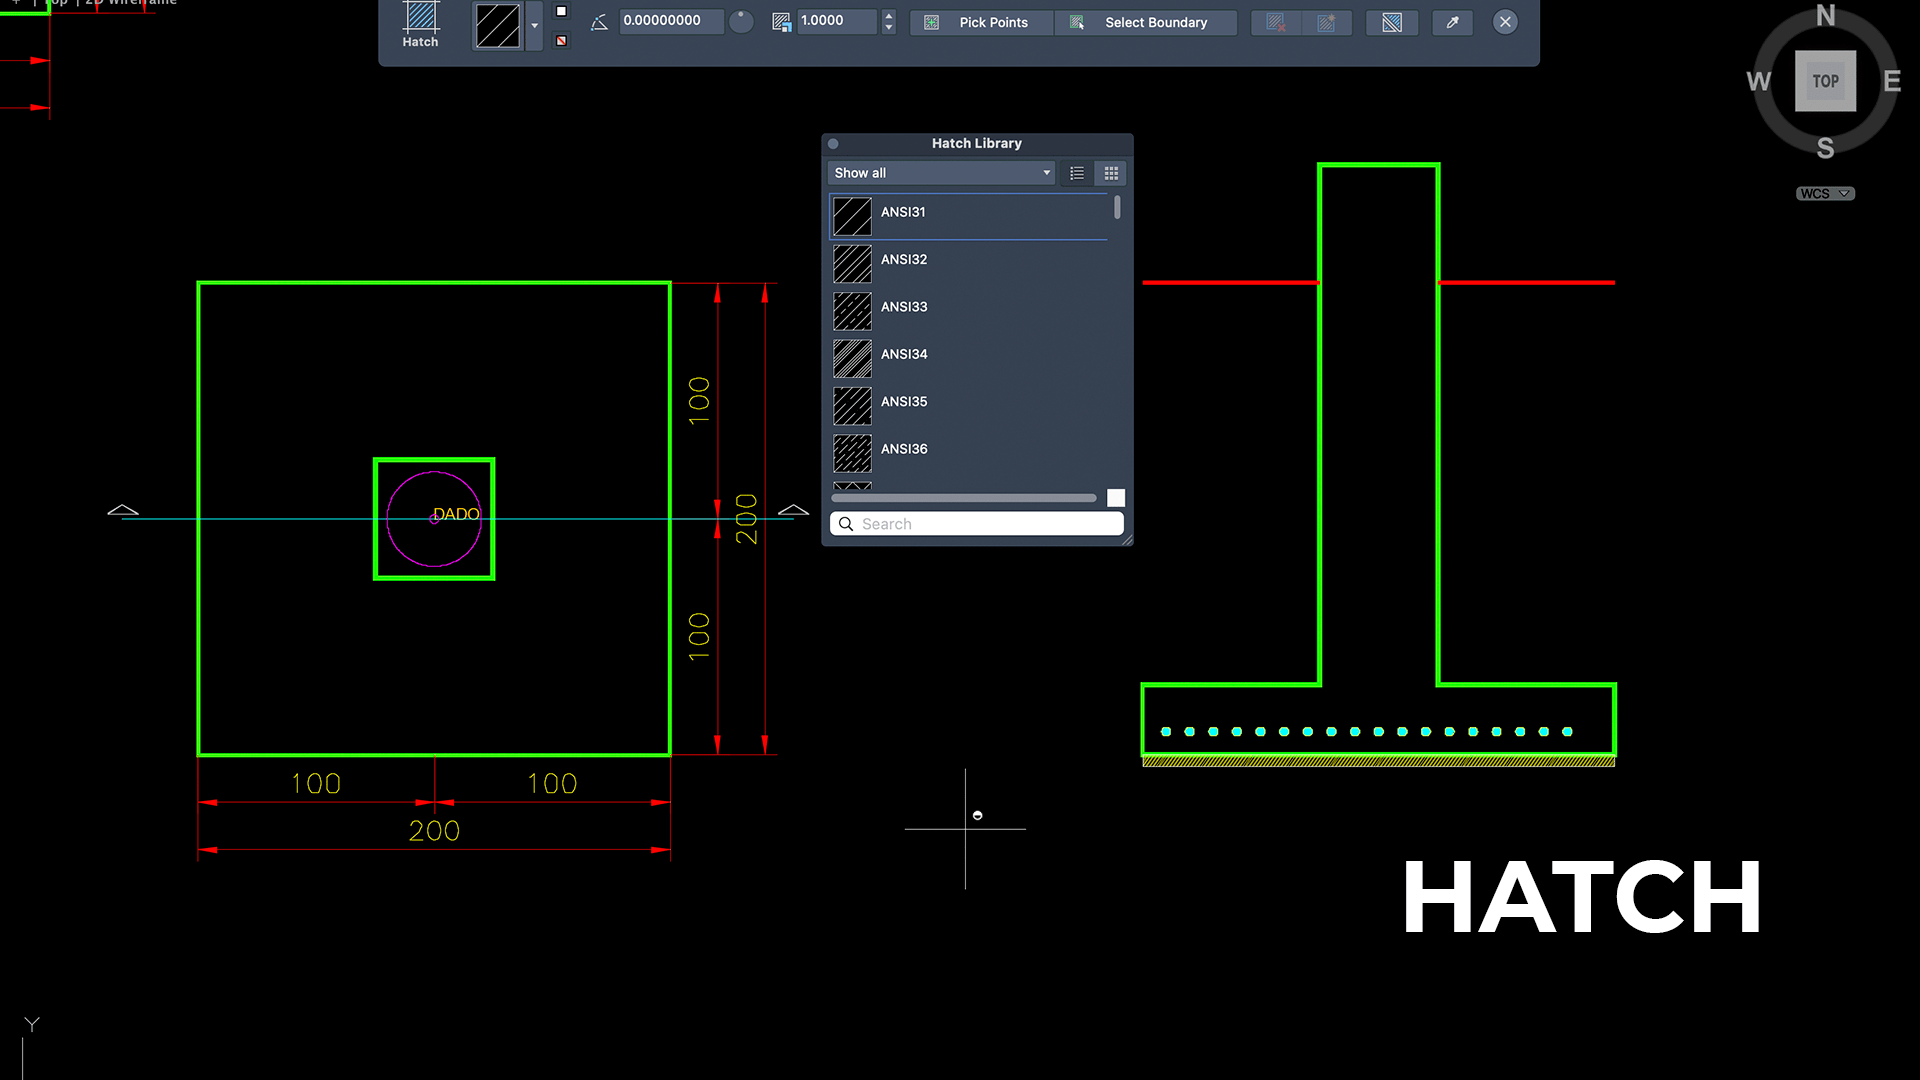 Top | 2D Wireframe
Hatch
0.00000000
1.0000
Pick Points
Select Boundary
N
W
TOP
E
S
WCS
Hatch Library
Show all
ANSI31
ANSI32
ANSI33
ANSI34
ANSI35
ANSI36
Search
DADO
100
200
100
100
100
200
HATCH
Y